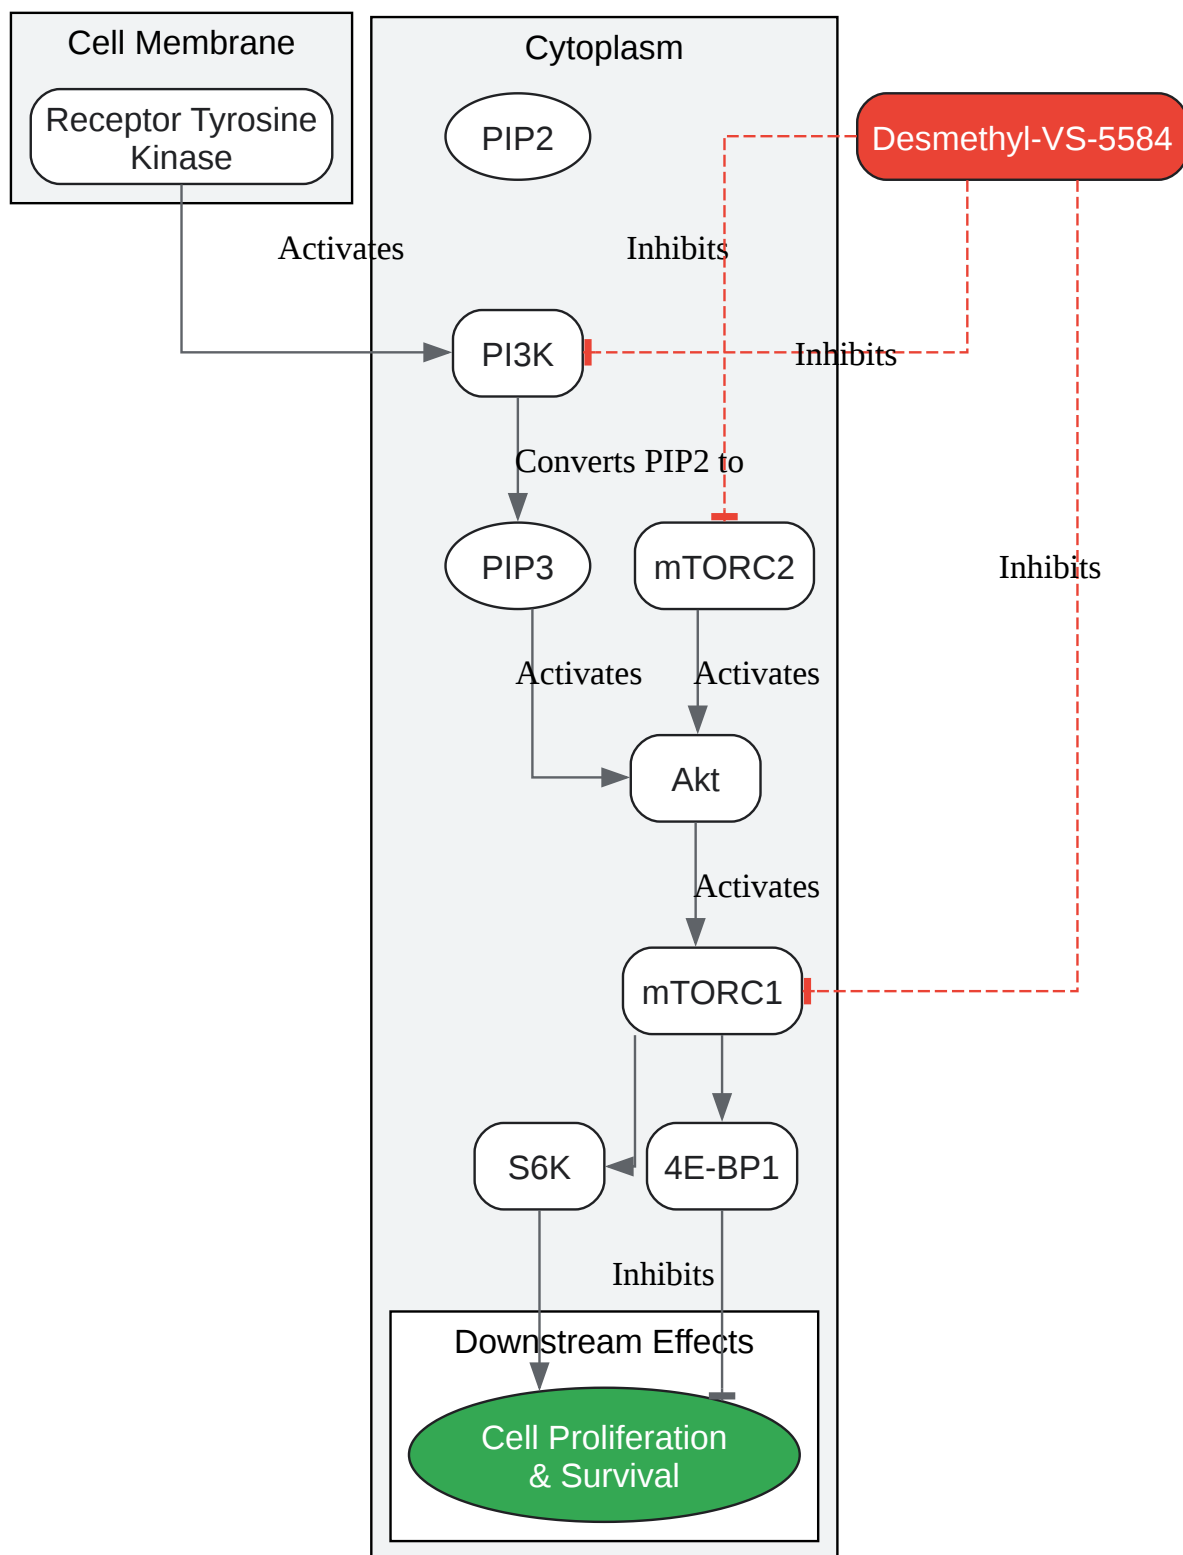 Cell Membrane
Cytoplasm
Receptor Tyrosine
Kinase
PIP2
Desmethyl-VS-5584
Activates
Inhibits
PI3K
Inhibits
Converts PIP2 to
PIP3
mTORC2
Inhibits
Activates
Activates
Akt
Activates
mTORC1
S6K
4E-BP1
Inhibits
Downstream Effects
Cell Proliferation
& Survival